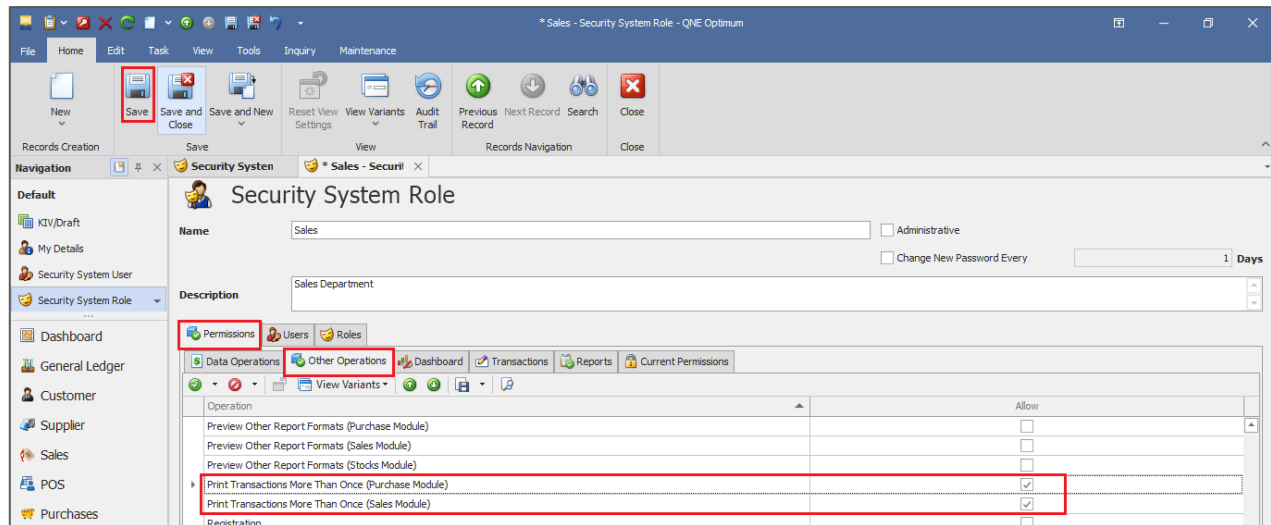 * Sales - Security System Role - QNE Optimum
File Home Edit Task View Tools Inquiry Maintenance
New Save Save and Close Save and New Reset View Settings View Variants Audit Trail Previous Record Next Record Search Close
Records Creation Save View Records Navigation Close
Navigation Security System * Sales - Securit
Default
Security System Role
KIV/Draft
Name Sales Administrative
My Details
Change New Password Every 1 Days
Security System User
Security System Role
Description Sales Department
Dashboard
Permissions Users Roles
General Ledger
Data Operations Other Operations Dashboard Transactions Reports Current Permissions
View Variants
Customer
Operation Allow
Supplier
Preview Other Report Formats (Purchase Module)
Preview Other Report Formats (Sales Module)
Sales
Preview Other Report Formats (Stocks Module)
POS
Print Transactions More Than Once (Purchase Module)
Print Transactions More Than Once (Sales Module)
Purchases
Registration